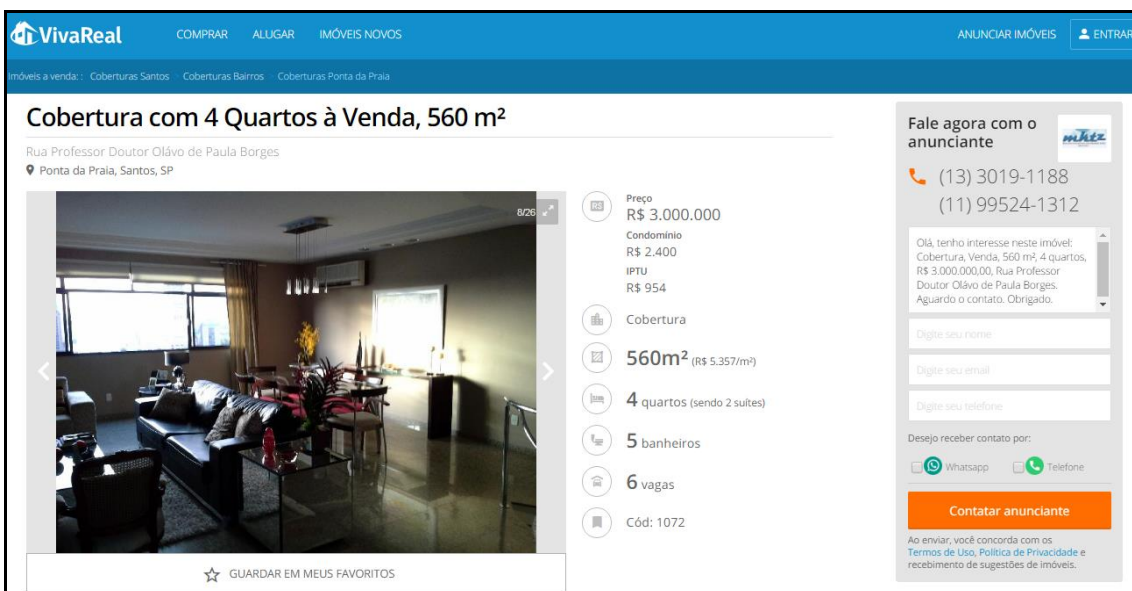 VivaReal
COMPRAR
ALUGAR
IMÓVEIS NOVOS
ANUNCIAR IMÓVEIS
ENTRAR
Imóveis a venda: : Coberturas Santos Coberturas Bairros Coberturas Ponta da Praia
Cobertura com 4 Quartos à Venda, 560 m²
Rua Professor Doutor Olávo de Paula Borges
Ponta da Praia, Santos, SP
8/26
GUARDAR EM MEUS FAVORITOS
R$
Preço
R$ 3.000.000
Condomínio
R$ 2.400
IPTU
R$ 954
Cobertura
560m² (R$ 5.357/m²)
4 quartos (sendo 2 suítes)
5 banheiros
6 vagas
Cód: 1072
Fale agora com o
anunciante
mktz
(13) 3019-1188
(11) 99524-1312
Olá, tenho interesse neste imóvel:
Cobertura, Venda, 560 m², 4 quartos,
R$ 3.000.000,00, Rua Professor
Doutor Olávo de Paula Borges.
Aguardo o contato. Obrigado.
Digite seu nome
Digite seu email
Digite seu telefone
Desejo receber contato por:
Whatsapp
Telefone
Contatar anunciante
Ao enviar, você concorda com os
Termos de Uso, Política de Privacidade e
recebimento de sugestões de imóveis.